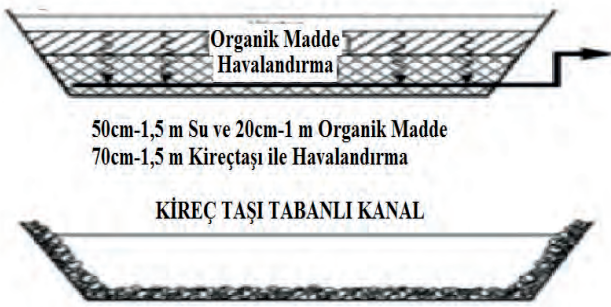 Organik Madde
Havalandırma
50cm-1,5 m Su ve 20cm-1 m Organik Madde
70cm-1,5 m Kireçtaşı ile Havalandırma
KİREÇ TAŞI TABANLI KANAL